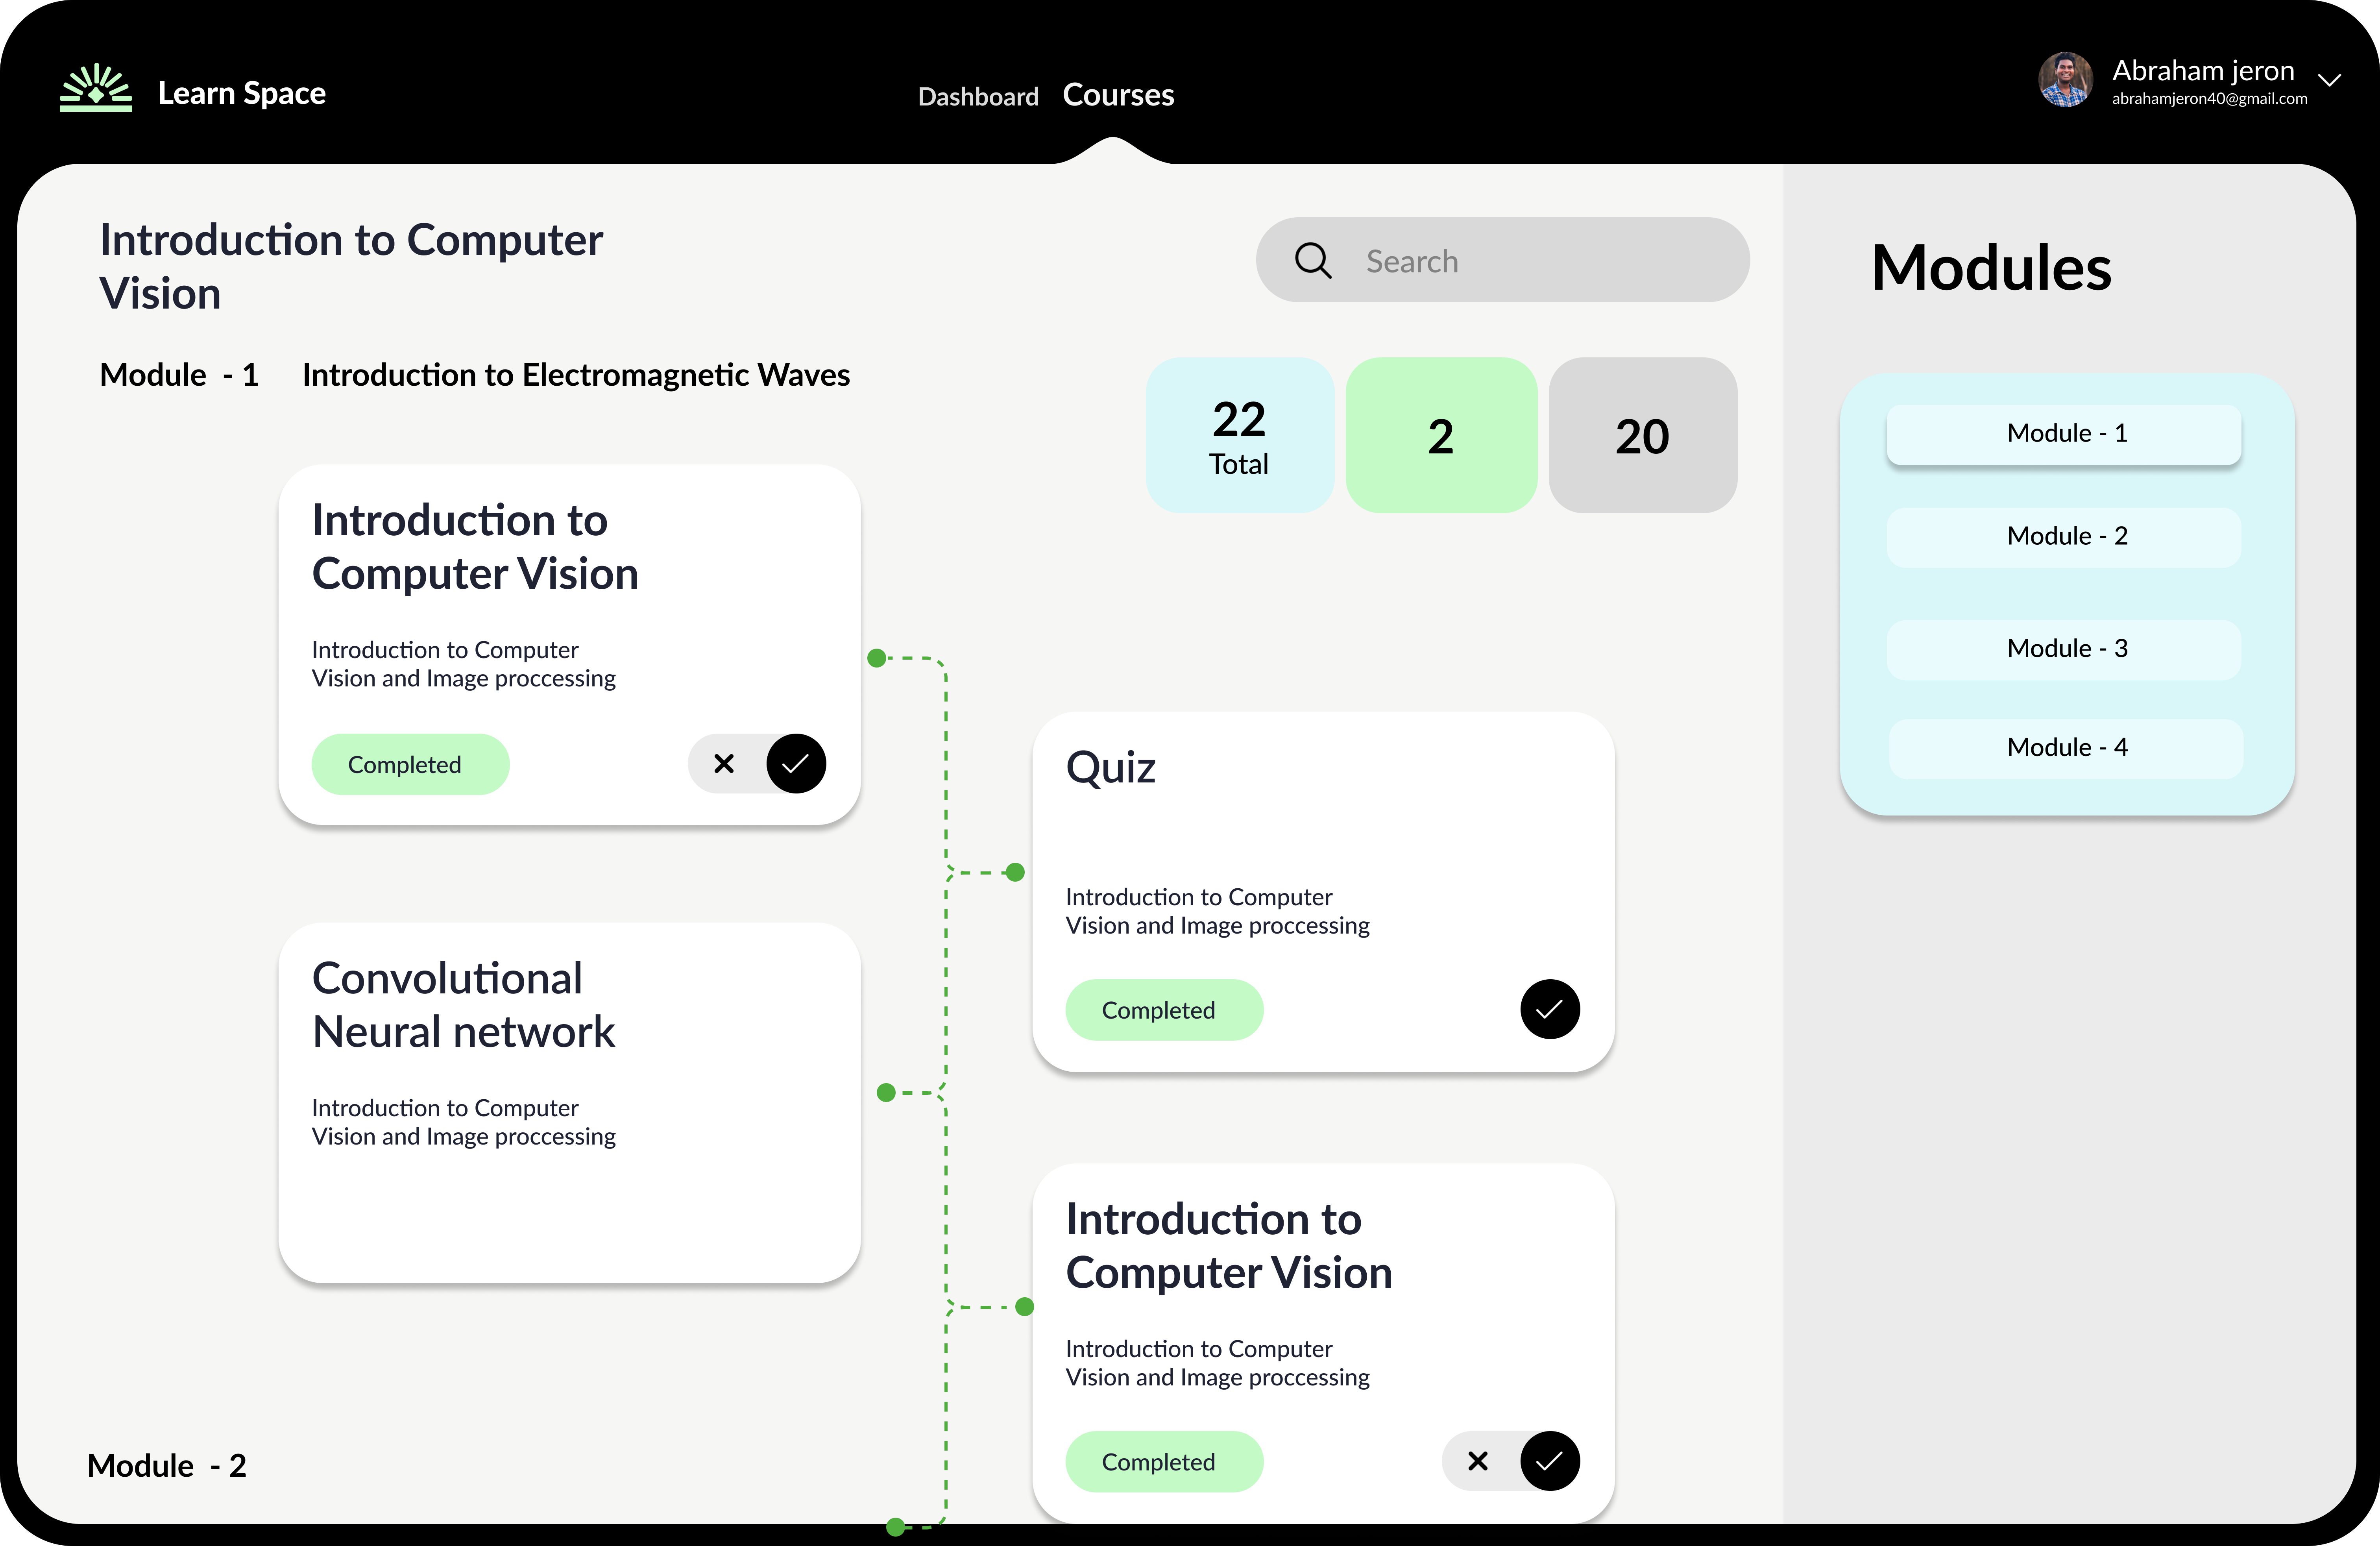 Learn Space
Dashboard Courses
Abraham jeron
abrahamjeron40@gmail.com
Introduction to Computer
Vision
Search
Modules
Module - 1 Introduction to Electromagnetic Waves
22
Total
2
20
Module - 1
Module - 2
Module - 3
Module - 4
Introduction to
Computer Vision
Introduction to Computer
Vision and Image proccessing
Completed
Quiz
Introduction to Computer
Vision and Image proccessing
Completed
Convolutional
Neural network
Introduction to Computer
Vision and Image proccessing
Introduction to
Computer Vision
Introduction to Computer
Vision and Image proccessing
Completed
Module - 2